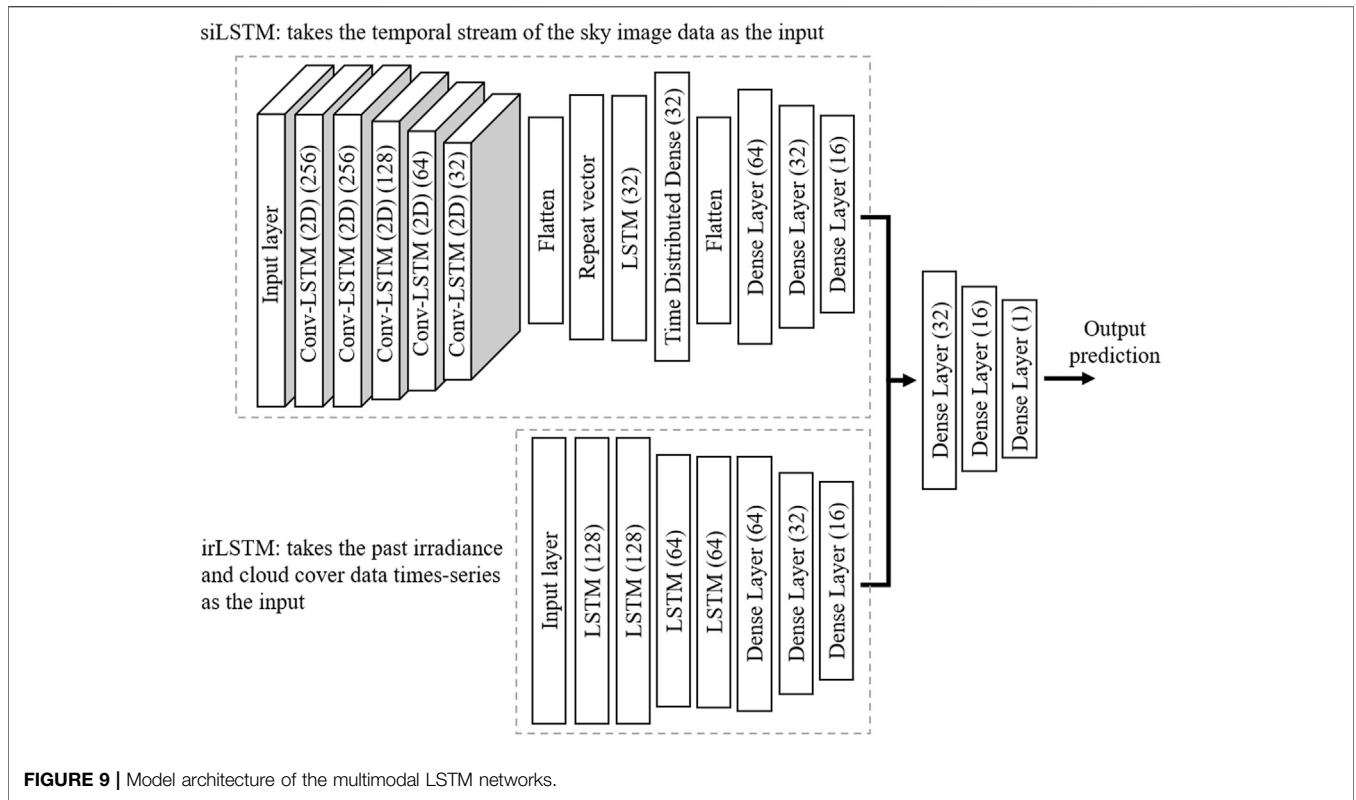 siLSTM: takes the temporal stream of the sky image data as the input
Input layer
Conv-LSTM (2D) (256)
Conv-LSTM (2D) (256)
Conv-LSTM (2D) (128)
Conv-LSTM (2D) (64)
Conv-LSTM (2D) (32)
Flatten
Repeat vector
LSTM (32)
Time Distributed Dense (32)
Flatten
Dense Layer (64)
Dense Layer (32)
Dense Layer (16)
irLSTM: takes the past irradiance
and cloud cover data times-series
as the input
Input layer
LSTM (128)
LSTM (128)
LSTM (64)
LSTM (64)
Dense Layer (64)
Dense Layer (32)
Dense Layer (16)
Dense Layer (32)
Dense Layer (16)
Dense Layer (1)
Output
prediction
FIGURE 9 | Model architecture of the multimodal LSTM networks.